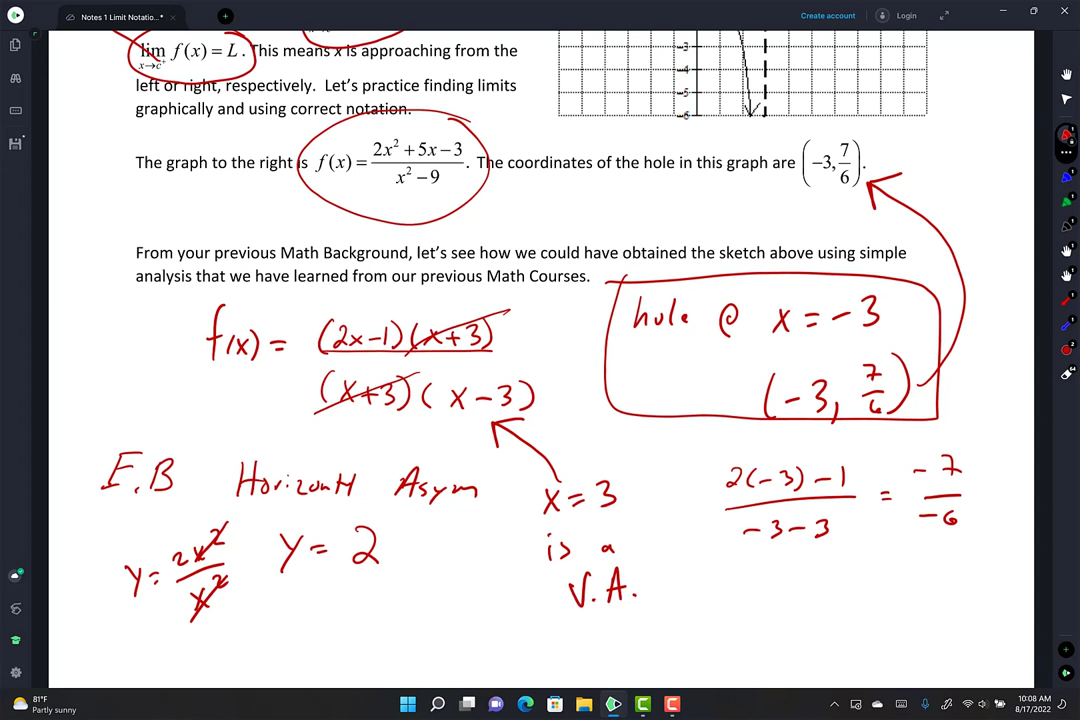 Notes 1 Limit Notatio...* ×
Create account
Login
lim f(x) = L . This means x is approaching from the
x→c⁺
left or right, respectively. Let's practice finding limits
graphically and using correct notation.
-3
-4
-5
-6
The graph to the right is f(x) = (2x² + 5x − 3)/(x² − 9). The coordinates of the hole in this graph are (−3, 7/6).
From your previous Math Background, let's see how we could have obtained the sketch above using simple
analysis that we have learned from our previous Math Courses.
f(x) = (2x−1)(x+3)
(x+3)(x−3)
hole @ x = −3
(−3, 7/6)
E.B Horizontl Asym
y = 2x²/x²
y = 2
x = 3
is a
V.A.
2(−3)−1 / −3−3 = −7/−6
81°F
Partly sunny
10:08 AM
8/17/2022